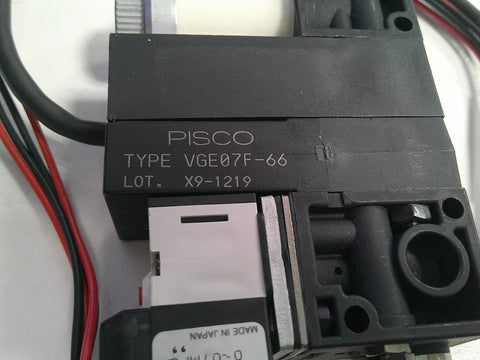 PISCO
TYPE VGE07F-66
LOT. X9-1219
MADE IN JAPAN